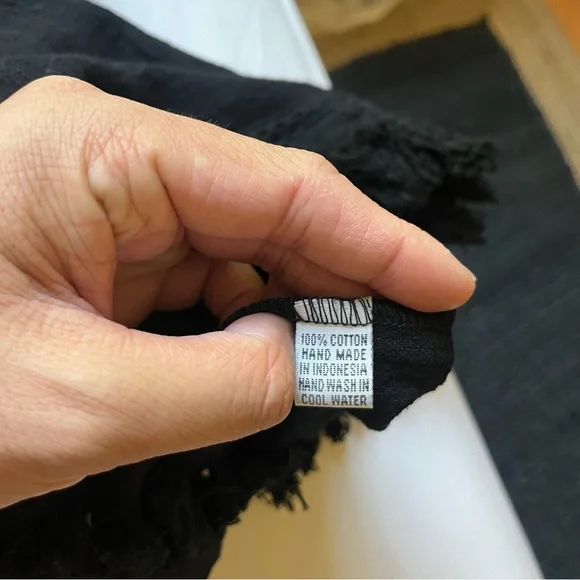 100% COTTON
HAND MADE
IN INDONESIA
HAND WASH IN
COOL WATER